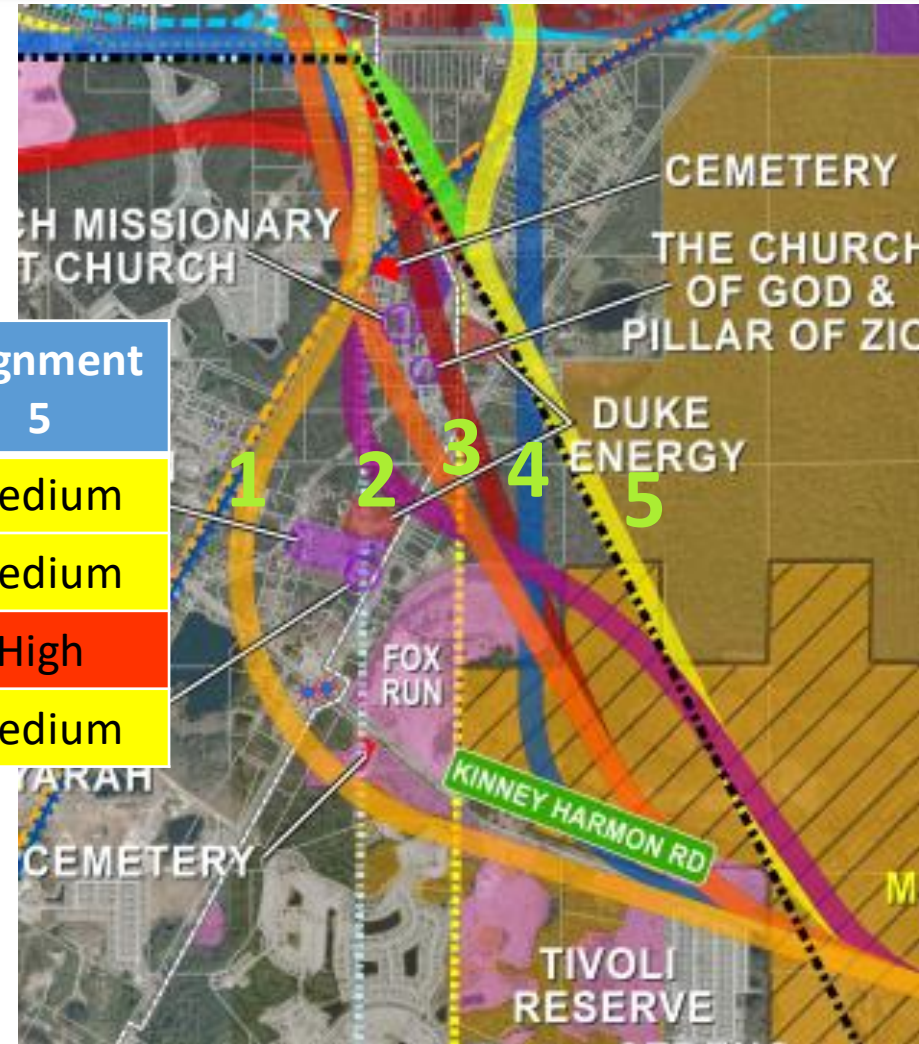 CEMETERY
CH MISSIONARY
T CHURCH
THE CHURCH
OF GOD &
PILLAR OF ZIO
gnment
5
DUKE
ENERGY
1
2
3
4
5
edium
edium
High
edium
FOX
RUN
YARAH
KINNEY HARMON RD
CEMETERY
M
TIVOLI
RESERVE